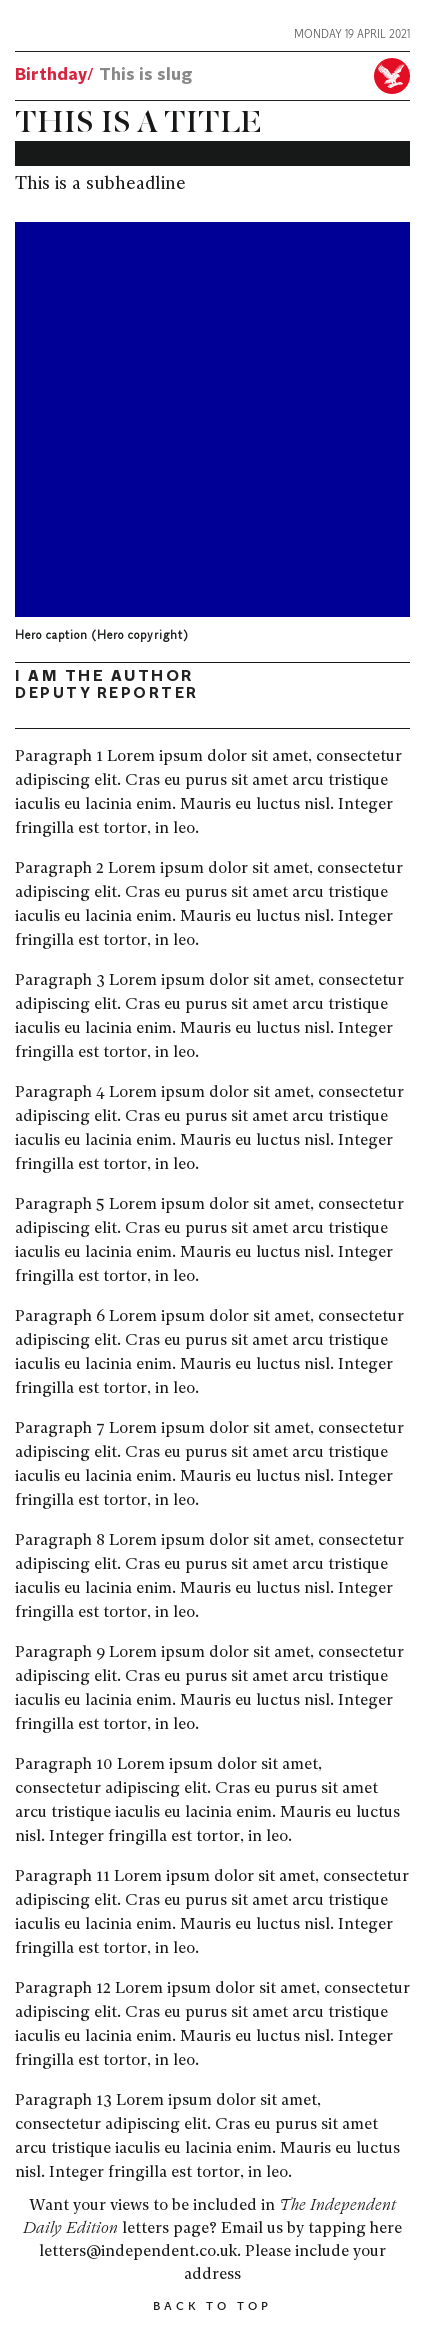 MONDAY 19 APRIL 2021
Birthday/ This is slug
THIS IS A TITLE
This is a subheadline
Hero caption (Hero copyright)
I AM THE AUTHOR
DEPUTY REPORTER
Paragraph 1 Lorem ipsum dolor sit amet, consectetur
adipiscing elit. Cras eu purus sit amet arcu tristique
iaculis eu lacinia enim. Mauris eu luctus nisl. Integer
fringilla est tortor, in leo.
Paragraph 2 Lorem ipsum dolor sit amet, consectetur
adipiscing elit. Cras eu purus sit amet arcu tristique
iaculis eu lacinia enim. Mauris eu luctus nisl. Integer
fringilla est tortor, in leo.
Paragraph 3 Lorem ipsum dolor sit amet, consectetur
adipiscing elit. Cras eu purus sit amet arcu tristique
iaculis eu lacinia enim. Mauris eu luctus nisl. Integer
fringilla est tortor, in leo.
Paragraph 4 Lorem ipsum dolor sit amet, consectetur
adipiscing elit. Cras eu purus sit amet arcu tristique
iaculis eu lacinia enim. Mauris eu luctus nisl. Integer
fringilla est tortor, in leo.
Paragraph 5 Lorem ipsum dolor sit amet, consectetur
adipiscing elit. Cras eu purus sit amet arcu tristique
iaculis eu lacinia enim. Mauris eu luctus nisl. Integer
fringilla est tortor, in leo.
Paragraph 6 Lorem ipsum dolor sit amet, consectetur
adipiscing elit. Cras eu purus sit amet arcu tristique
iaculis eu lacinia enim. Mauris eu luctus nisl. Integer
fringilla est tortor, in leo.
Paragraph 7 Lorem ipsum dolor sit amet, consectetur
adipiscing elit. Cras eu purus sit amet arcu tristique
iaculis eu lacinia enim. Mauris eu luctus nisl. Integer
fringilla est tortor, in leo.
Paragraph 8 Lorem ipsum dolor sit amet, consectetur
adipiscing elit. Cras eu purus sit amet arcu tristique
iaculis eu lacinia enim. Mauris eu luctus nisl. Integer
fringilla est tortor, in leo.
Paragraph 9 Lorem ipsum dolor sit amet, consectetur
adipiscing elit. Cras eu purus sit amet arcu tristique
iaculis eu lacinia enim. Mauris eu luctus nisl. Integer
fringilla est tortor, in leo.
Paragraph 10 Lorem ipsum dolor sit amet,
consectetur adipiscing elit. Cras eu purus sit amet
arcu tristique iaculis eu lacinia enim. Mauris eu luctus
nisl. Integer fringilla est tortor, in leo.
Paragraph 11 Lorem ipsum dolor sit amet, consectetur
adipiscing elit. Cras eu purus sit amet arcu tristique
iaculis eu lacinia enim. Mauris eu luctus nisl. Integer
fringilla est tortor, in leo.
Paragraph 12 Lorem ipsum dolor sit amet, consectetur
adipiscing elit. Cras eu purus sit amet arcu tristique
iaculis eu lacinia enim. Mauris eu luctus nisl. Integer
fringilla est tortor, in leo.
Paragraph 13 Lorem ipsum dolor sit amet,
consectetur adipiscing elit. Cras eu purus sit amet
arcu tristique iaculis eu lacinia enim. Mauris eu luctus
nisl. Integer fringilla est tortor, in leo.
Want your views to be included in The Independent
Daily Edition letters page? Email us by tapping here
letters@independent.co.uk. Please include your
address
BACK TO TOP